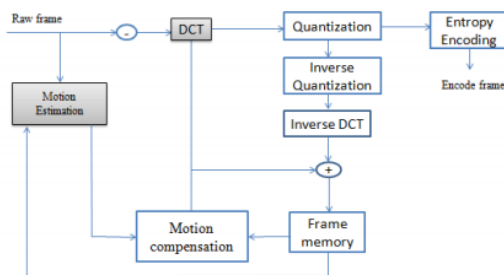 Raw frame
-
DCT
Quantization
Entropy
Encoding
Motion
Estimation
Inverse
Quantization
Encode frame
Inverse DCT
+
Motion
compensation
Frame
memory